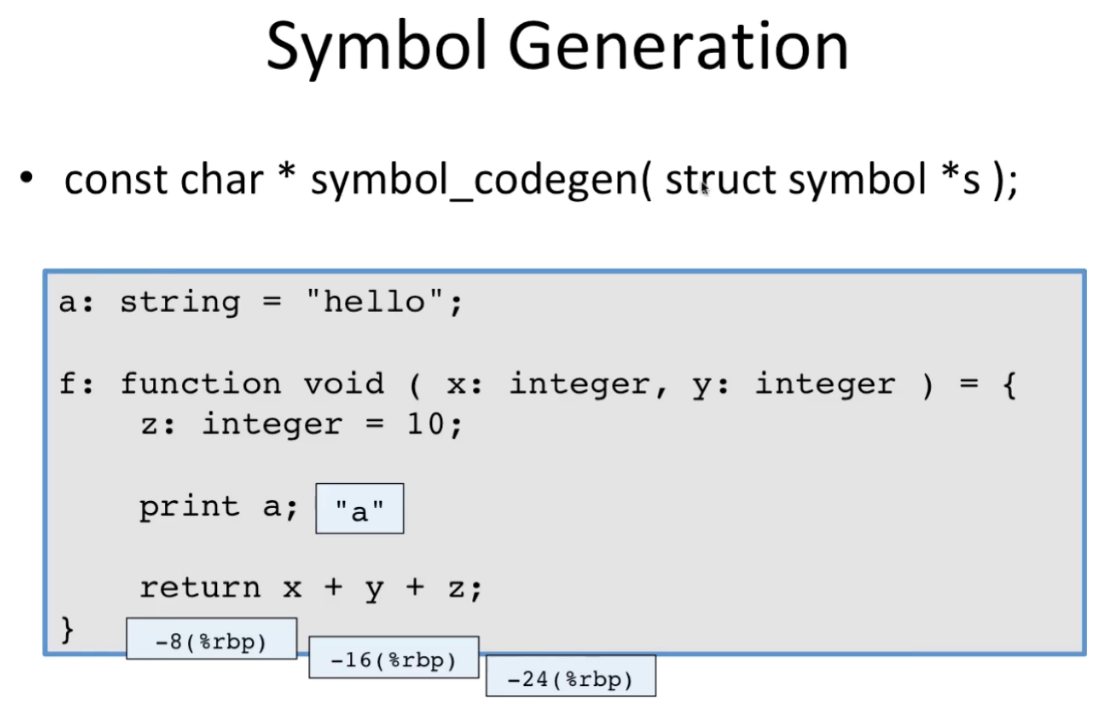 Symbol Generation
• const char * symbol_codegen( struct symbol *s );
a: string = "hello";
f: function void ( x: integer, y: integer ) = {
z: integer = 10;
print a; "a"
return x + y + z;
}
-8(%rbp)
-16(%rbp)
-24(%rbp)